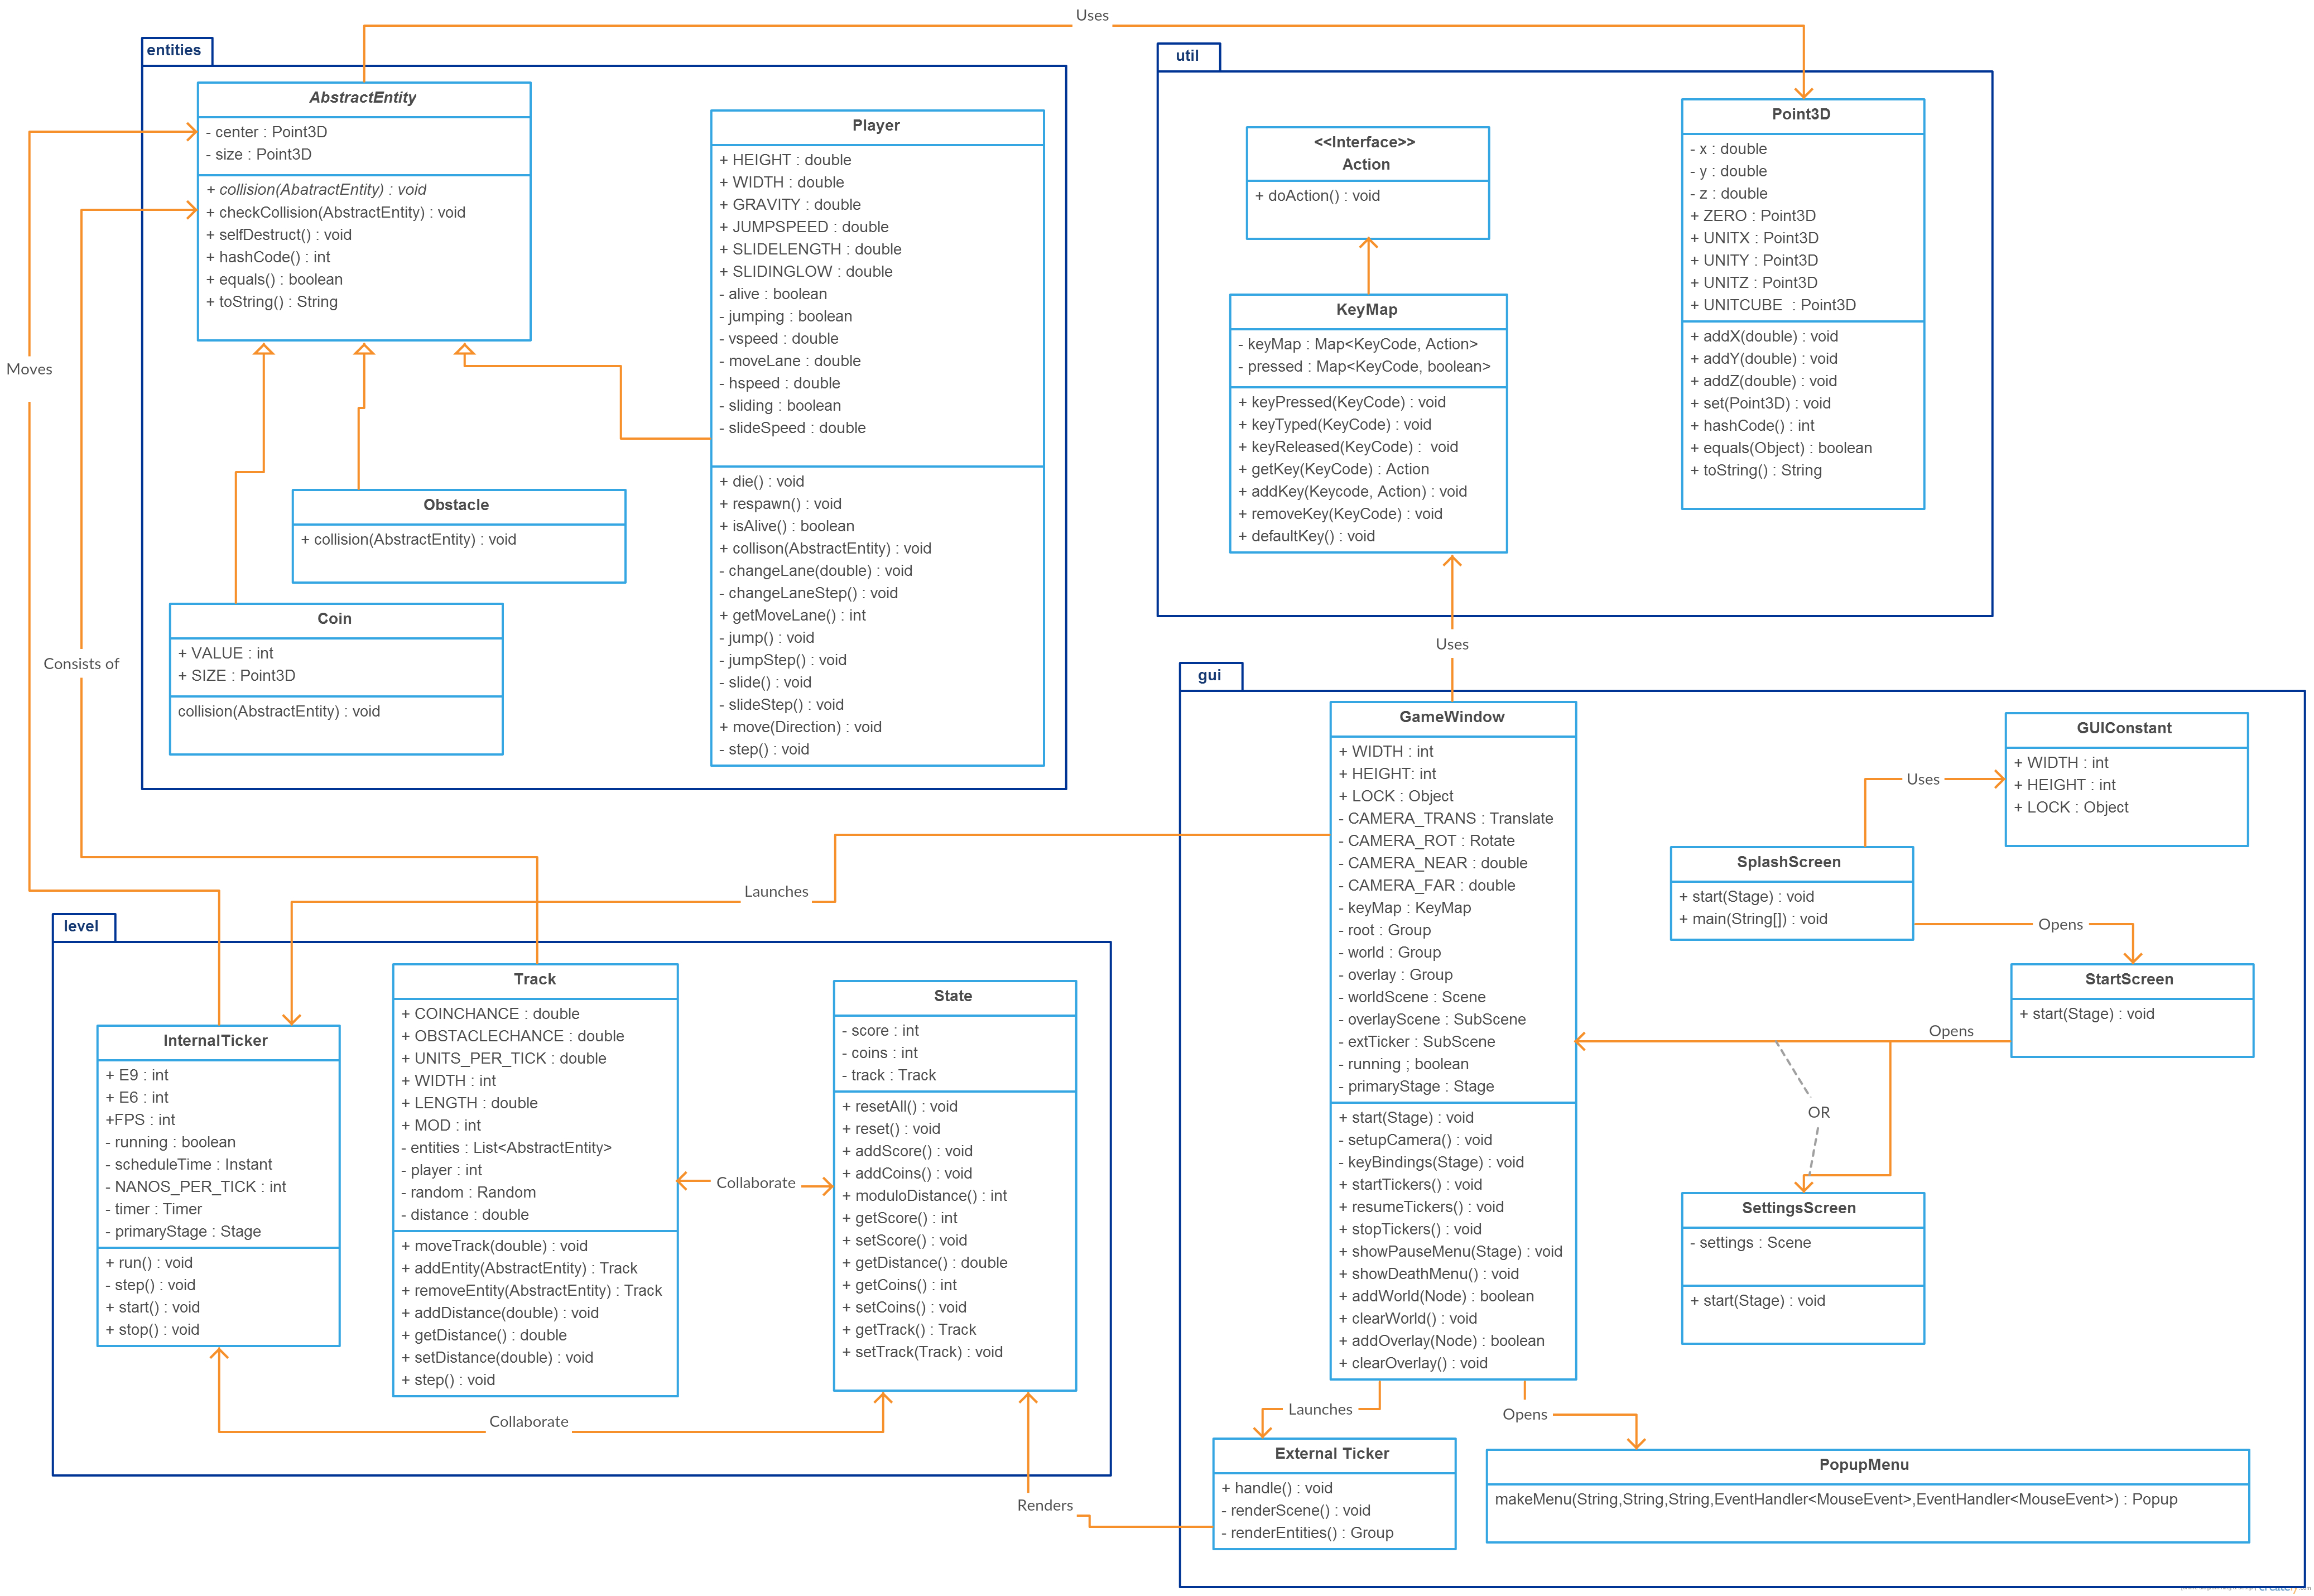 Uses
entities
AbstractEntity
- center : Point3D
- size : Point3D
+ collision(AbatractEntity) : void
+ checkCollision(AbstractEntity) : void
+ selfDestruct() : void
+ hashCode() : int
+ equals() : boolean
+ toString() : String
Player
+ HEIGHT : double
+ WIDTH : double
+ GRAVITY : double
+ JUMPSPEED : double
+ SLIDELENGTH : double
+ SLIDINGLOW : double
- alive : boolean
- jumping : boolean
- vspeed : double
- moveLane : double
- hspeed : double
- sliding : boolean
- slideSpeed : double
+ die() : void
+ respawn() : void
+ isAlive() : boolean
+ collison(AbstractEntity) : void
- changeLane(double) : void
- changeLaneStep() : void
+ getMoveLane() : int
- jump() : void
- jumpStep() : void
- slide() : void
- slideStep() : void
+ move(Direction) : void
- step() : void
Obstacle
+ collision(AbstractEntity) : void
Coin
+ VALUE : int
+ SIZE : Point3D
collision(AbstractEntity) : void
Moves
Consists of
util
<<Interface>>
Action
+ doAction() : void
KeyMap
- keyMap : Map<KeyCode, Action>
- pressed : Map<KeyCode, boolean>
+ keyPressed(KeyCode) : void
+ keyTyped(KeyCode) : void
+ keyReleased(KeyCode) :  void
+ getKey(KeyCode) : Action
+ addKey(Keycode, Action) : void
+ removeKey(KeyCode) : void
+ defaultKey() : void
Point3D
- x : double
- y : double
- z : double
+ ZERO : Point3D
+ UNITX : Point3D
+ UNITY : Point3D
+ UNITZ : Point3D
+ UNITCUBE  : Point3D
+ addX(double) : void
+ addY(double) : void
+ addZ(double) : void
+ set(Point3D) : void
+ hashCode() : int
+ equals(Object) : boolean
+ toString() : String
Uses
gui
GameWindow
+ WIDTH : int
+ HEIGHT: int
+ LOCK : Object
- CAMERA_TRANS : Translate
- CAMERA_ROT : Rotate
- CAMERA_NEAR : double
- CAMERA_FAR : double
- keyMap : KeyMap
- root : Group
- world : Group
- overlay : Group
- worldScene : Scene
- overlayScene : SubScene
- extTicker : SubScene
- running ; boolean
- primaryStage : Stage
+ start(Stage) : void
- setupCamera() : void
- keyBindings(Stage) : void
+ startTickers() : void
+ resumeTickers() : void
+ stopTickers() : void
+ showPauseMenu(Stage) : void
+ showDeathMenu() : void
+ addWorld(Node) : boolean
+ clearWorld() : void
+ addOverlay(Node) : boolean
+ clearOverlay() : void
GUIConstant
+ WIDTH : int
+ HEIGHT : int
+ LOCK : Object
Uses
SplashScreen
+ start(Stage) : void
+ main(String[]) : void
Opens
StartScreen
+ start(Stage) : void
Opens
OR
SettingsScreen
- settings : Scene
+ start(Stage) : void
Launches
Opens
External Ticker
+ handle() : void
- renderScene() : void
- renderEntities() : Group
PopupMenu
makeMenu(String,String,String,EventHandler<MouseEvent>,EventHandler<MouseEvent>) : Popup
Launches
level
InternalTicker
+ E9 : int
+ E6 : int
+FPS : int
- running : boolean
- scheduleTime : Instant
- NANOS_PER_TICK : int
- timer : Timer
- primaryStage : Stage
+ run() : void
- step() : void
+ start() : void
+ stop() : void
Track
+ COINCHANCE : double
+ OBSTACLECHANCE : double
+ UNITS_PER_TICK : double
+ WIDTH : int
+ LENGTH : double
+ MOD : int
- entities : List<AbstractEntity>
- player : int
- random : Random
- distance : double
+ moveTrack(double) : void
+ addEntity(AbstractEntity) : Track
+ removeEntity(AbstractEntity) : Track
+ addDistance(double) : void
+ getDistance() : double
+ setDistance(double) : void
+ step() : void
Collaborate
State
- score : int
- coins : int
- track : Track
+ resetAll() : void
+ reset() : void
+ addScore() : void
+ addCoins() : void
+ moduloDistance() : int
+ getScore() : int
+ setScore() : void
+ getDistance() : double
+ getCoins() : int
+ setCoins() : void
+ getTrack() : Track
+ setTrack(Track) : void
Collaborate
Renders